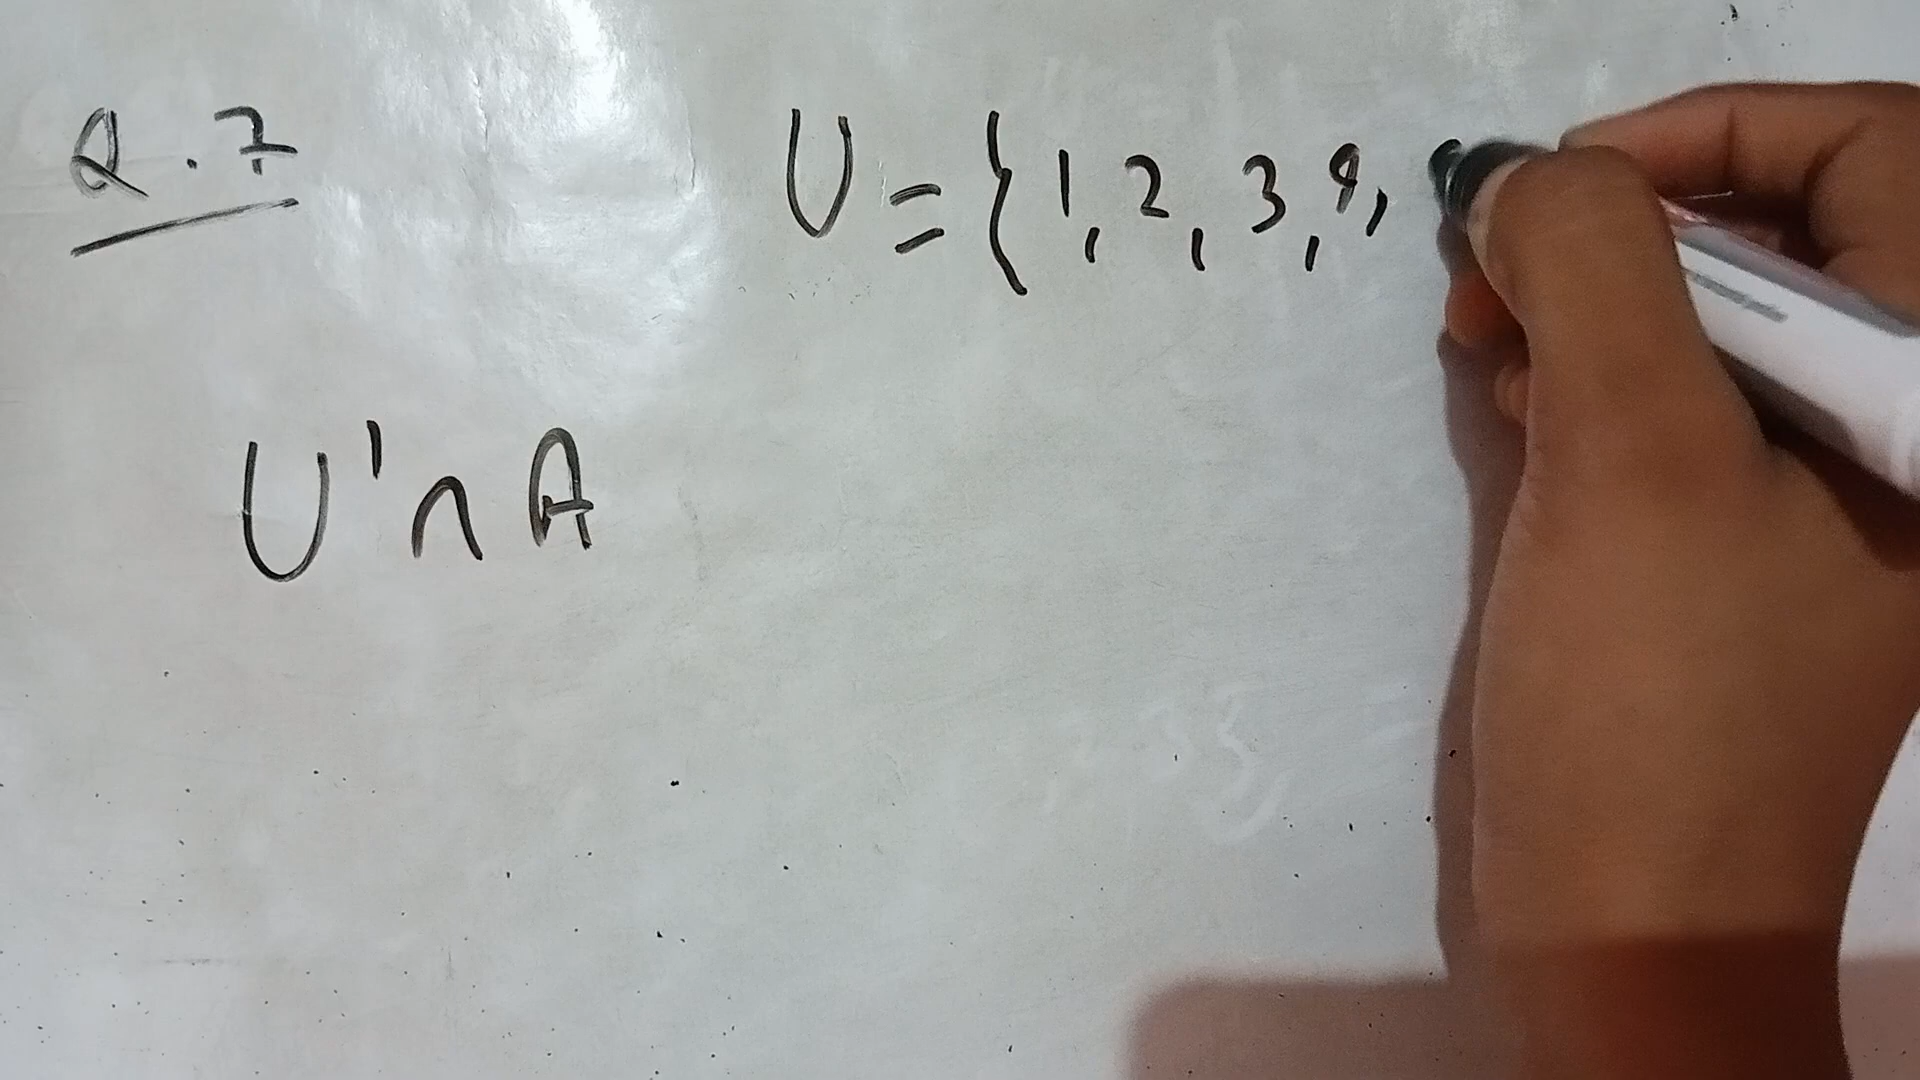 Q.7
U = { 1, 2, 3, 4,
U' ∩ A